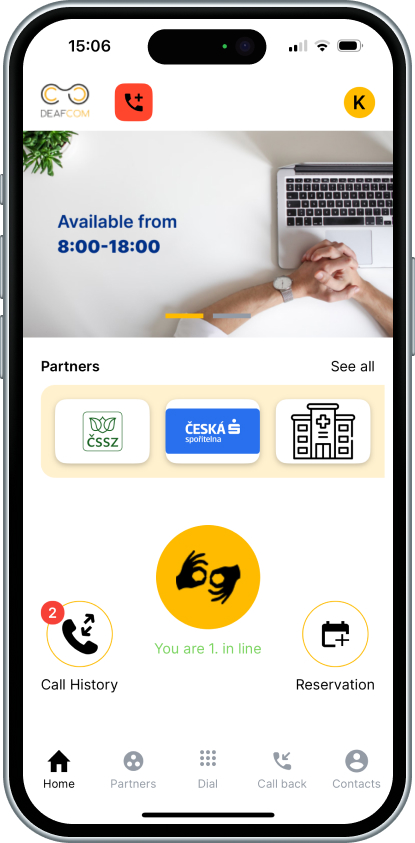 15:06
DEAFCOM
K
Available from
8:00-18:00
Partners
See all
ČSSZ
ČESKÁ
spořitelna
2
You are 1. in line
Call History
Reservation
Home
Partners
Dial
Call back
Contacts